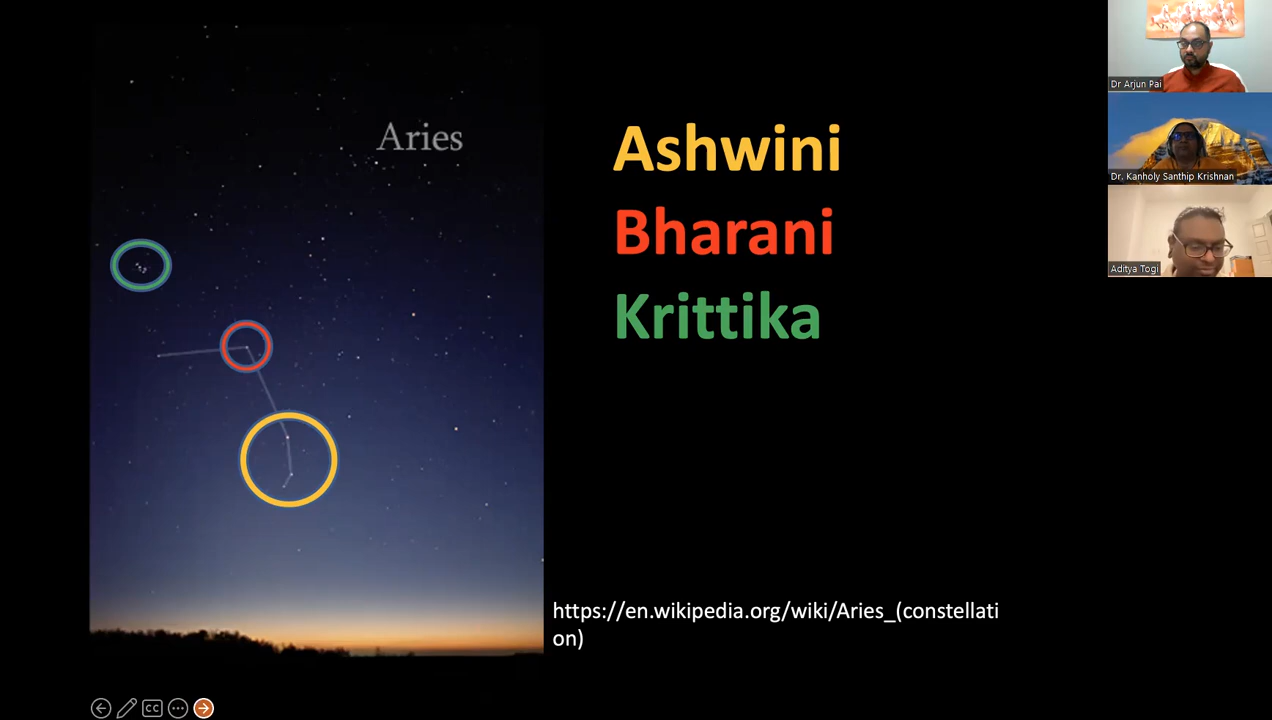 Aries
Ashwini
Bharani
Krittika
https://en.wikipedia.org/wiki/Aries_(constellati
on)
Dr Arjun Pai
Dr. Kanholy Santhip Krishnan
Aditya Togi
CC